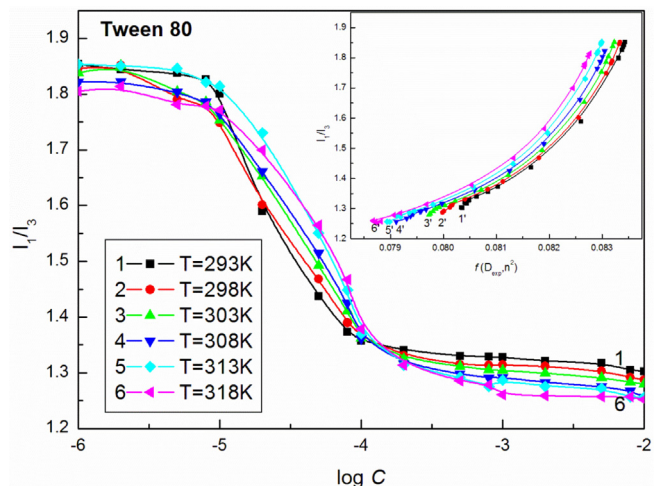 Tween 80
1.9
1.8
1.7
1.6
1.5
1.4
1.3
1.2
I₁/I₃
-6 -5 -4 -3 -2
log C
1 T=293K
2 T=298K
3 T=303K
4 T=308K
5 T=313K
6 T=318K
1
6
1.9
1.8
1.7
1.6
1.5
1.4
1.3
1.2
I₁/I₃
6' 5' 4' 3' 2' 1'
0.079 0.080 0.081 0.082 0.083
f (Dexp,n²)